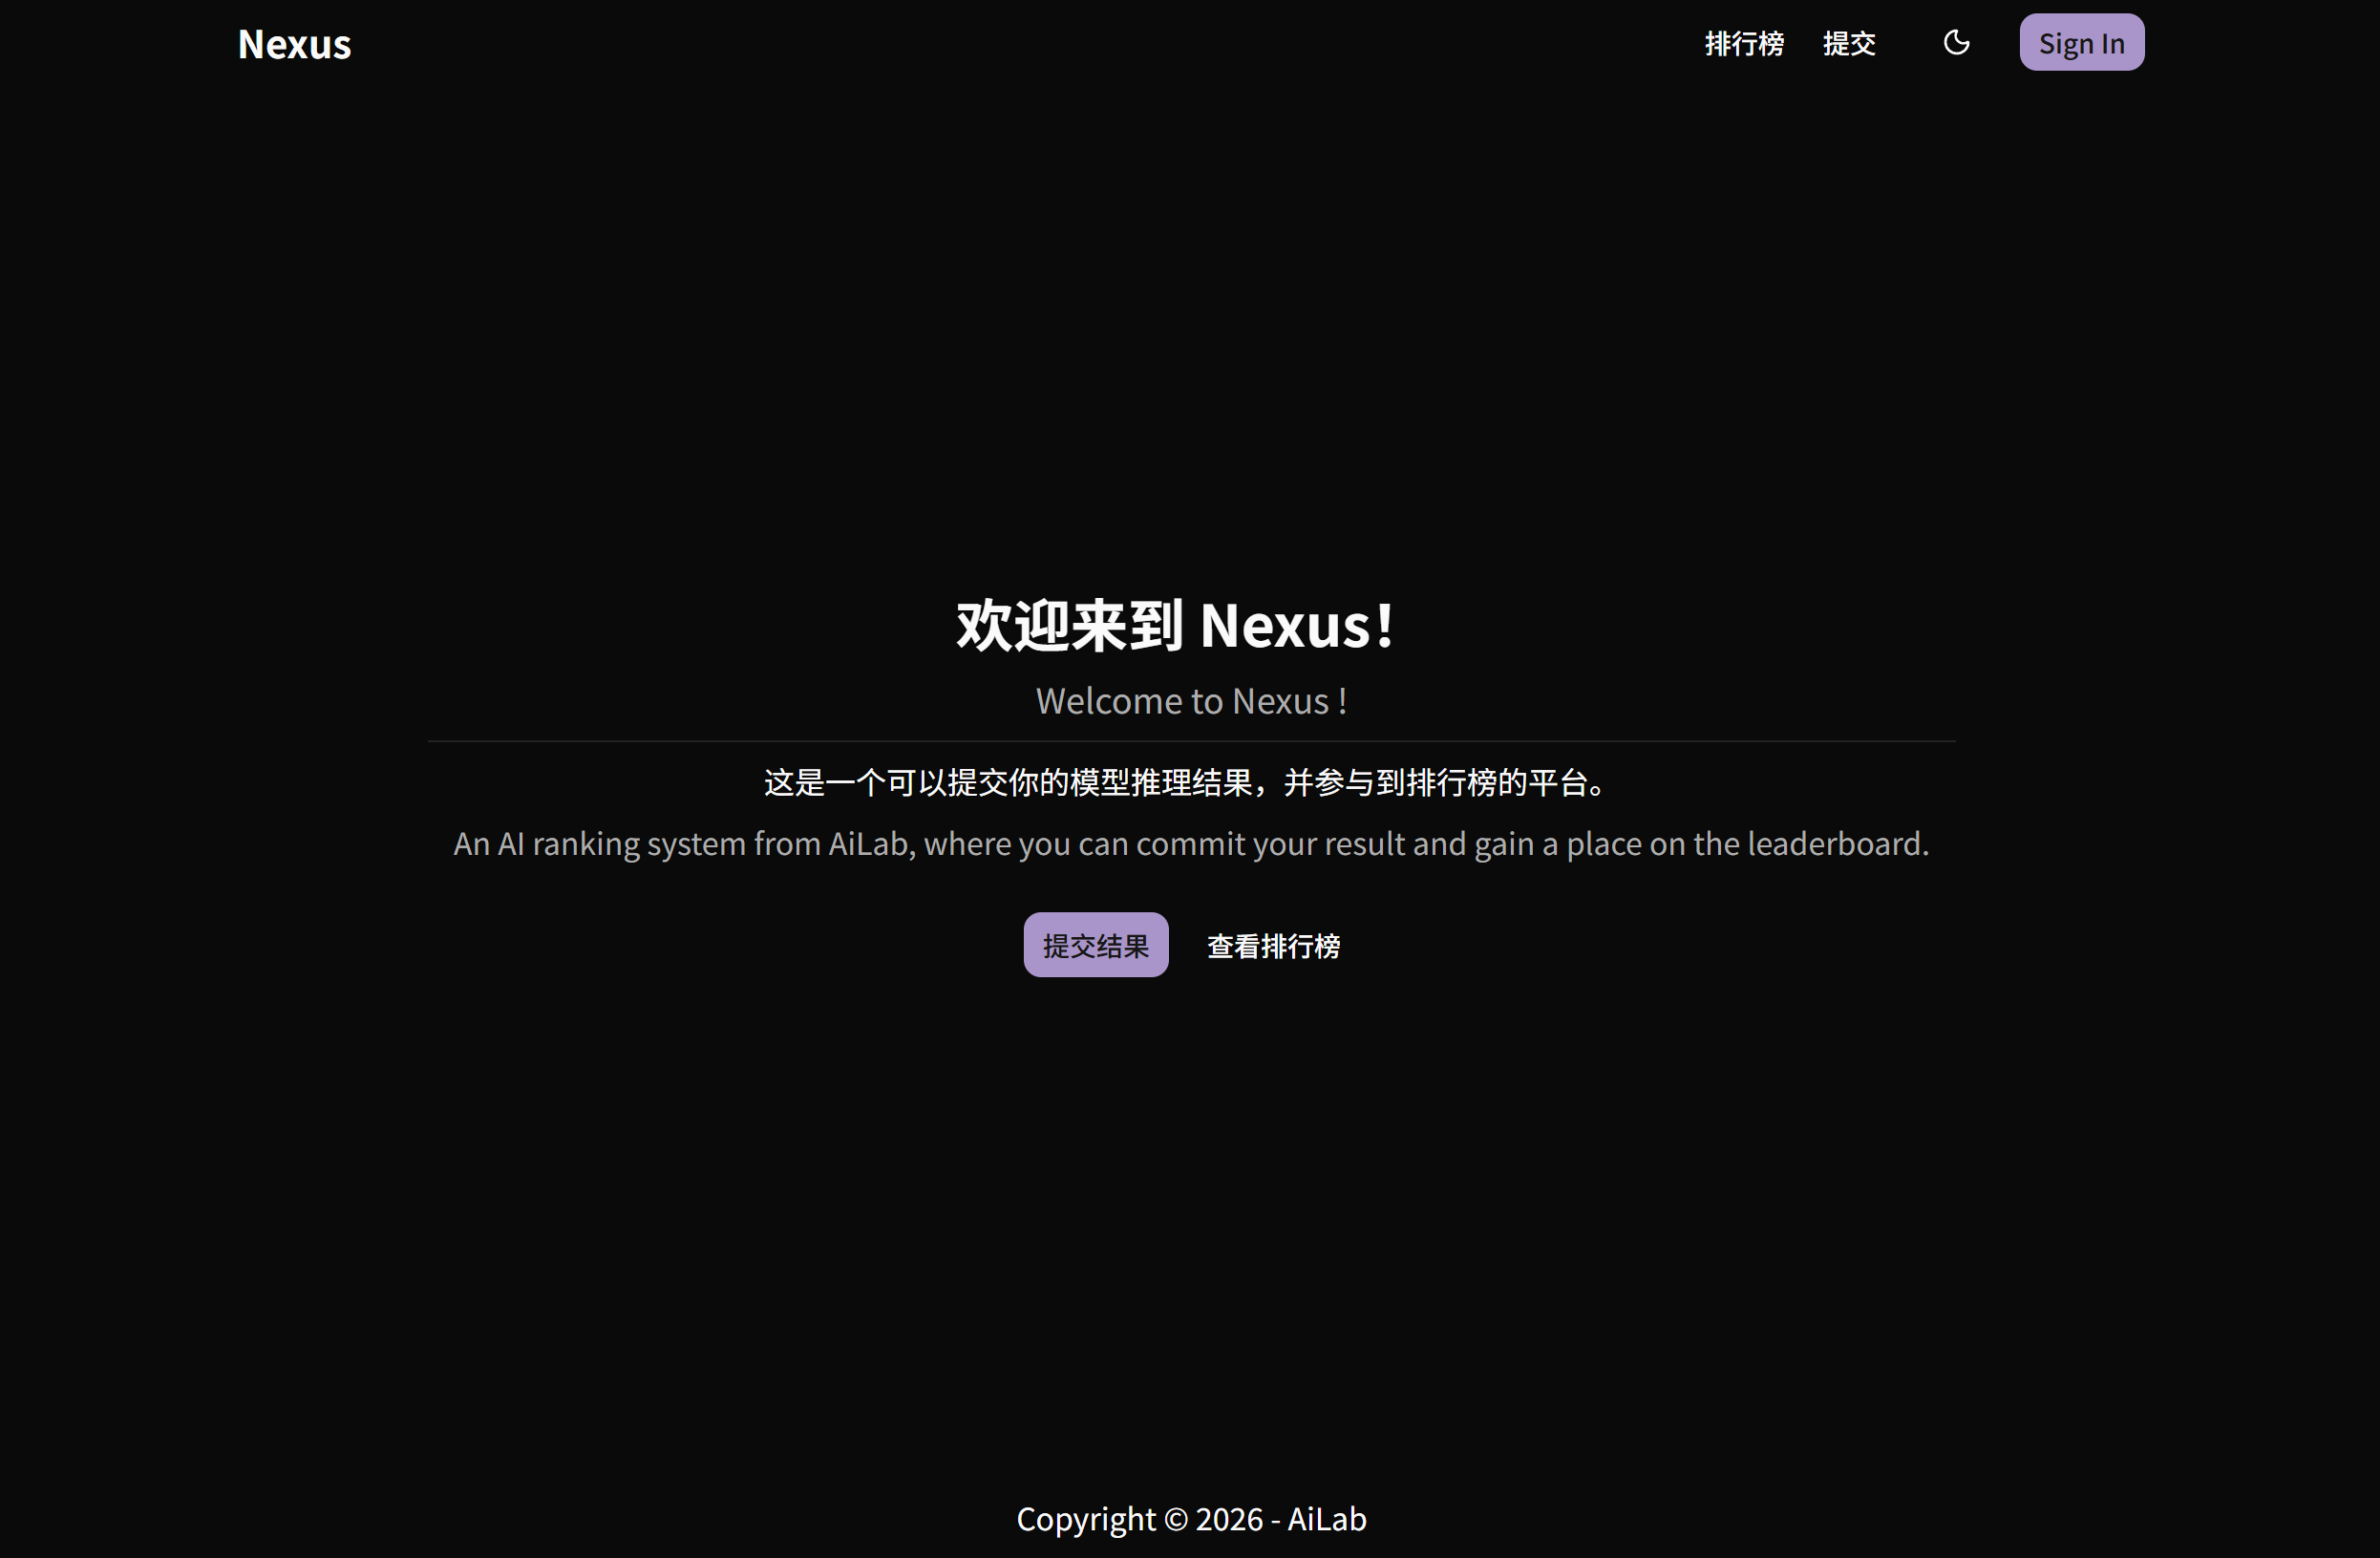 Nexus
排行榜 提交 Sign In
欢迎来到 Nexus！
Welcome to Nexus !
这是一个可以提交你的模型推理结果，并参与到排行榜的平台。
An AI ranking system from AiLab, where you can commit your result and gain a place on the leaderboard.
提交结果 查看排行榜
Copyright © 2026 - AiLab